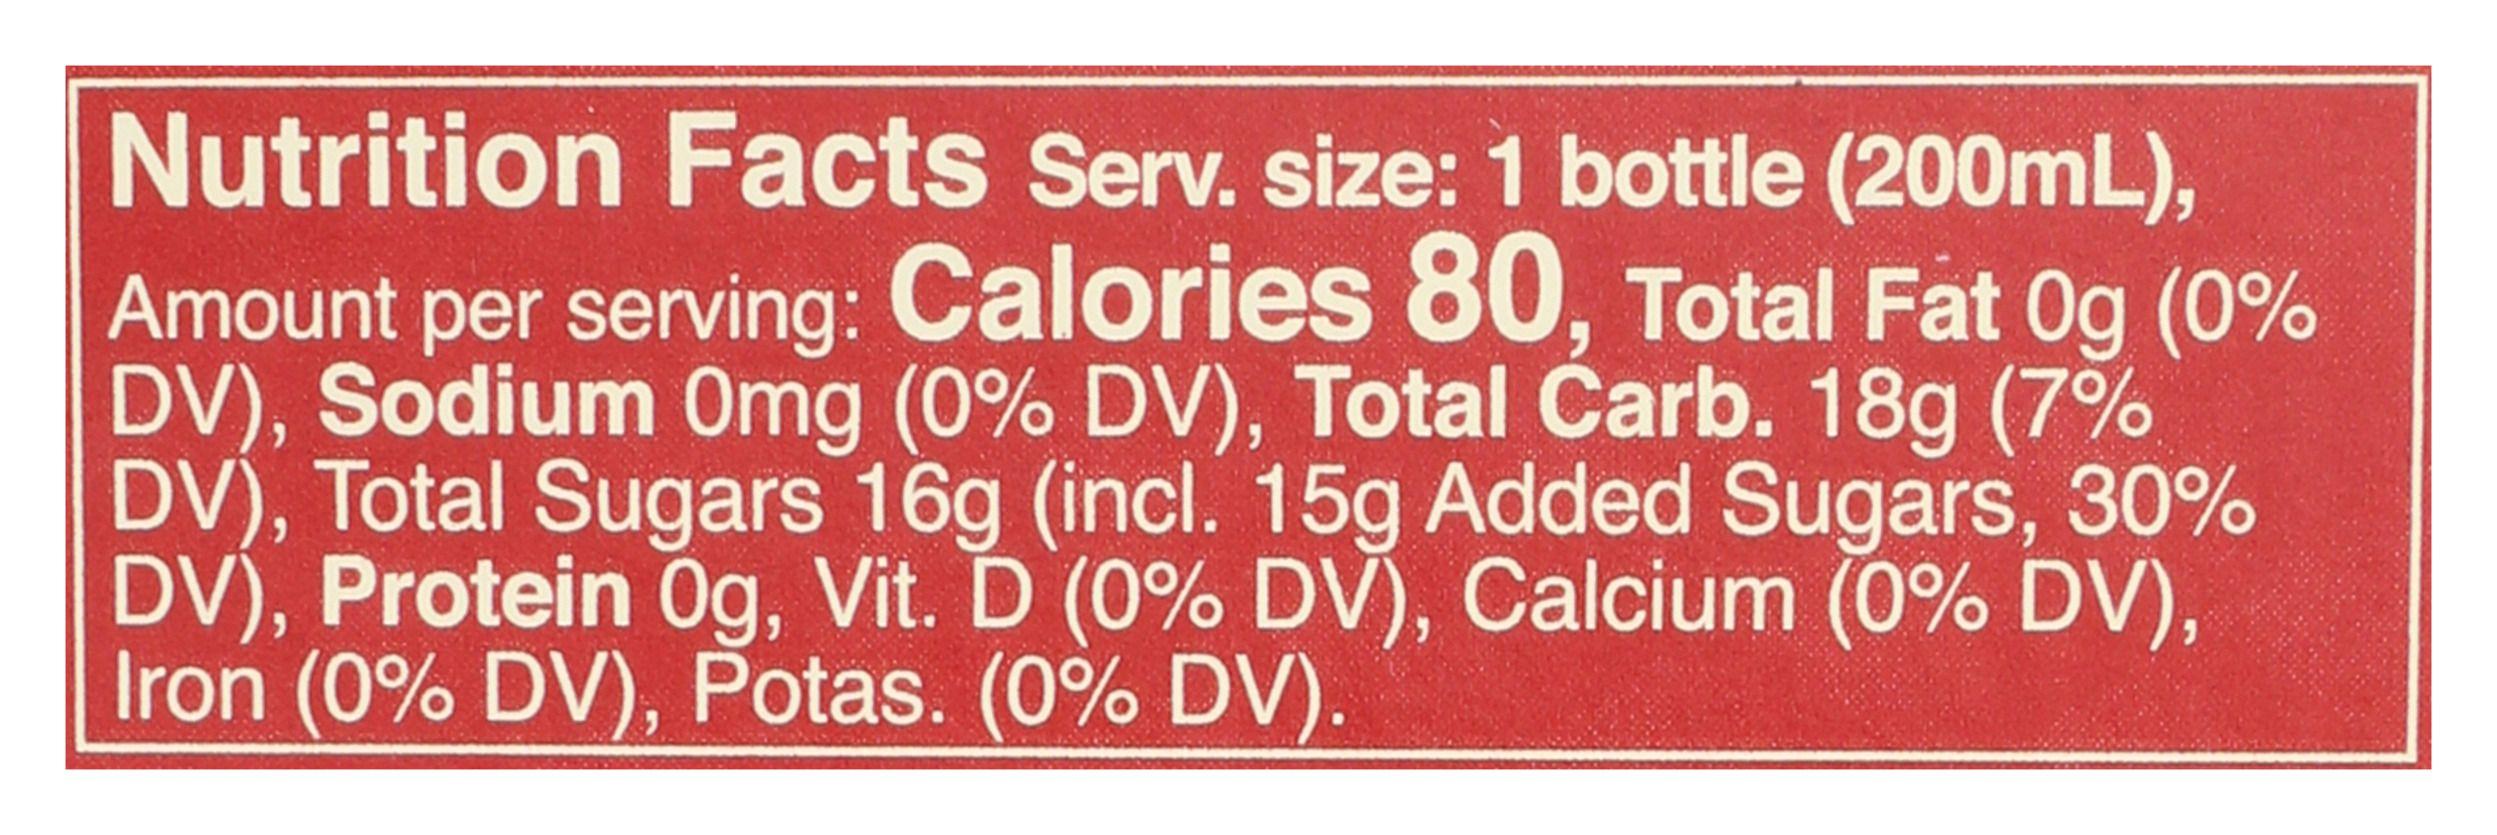 Nutrition Facts Serv. size: 1 bottle (200mL),
Amount per serving: Calories 80, Total Fat 0g (0%
DV), Sodium 0mg (0% DV), Total Carb. 18g (7%
DV), Total Sugars 16g (incl. 15g Added Sugars, 30%
DV), Protein 0g, Vit. D (0% DV), Calcium (0% DV),
Iron (0% DV), Potas. (0% DV).